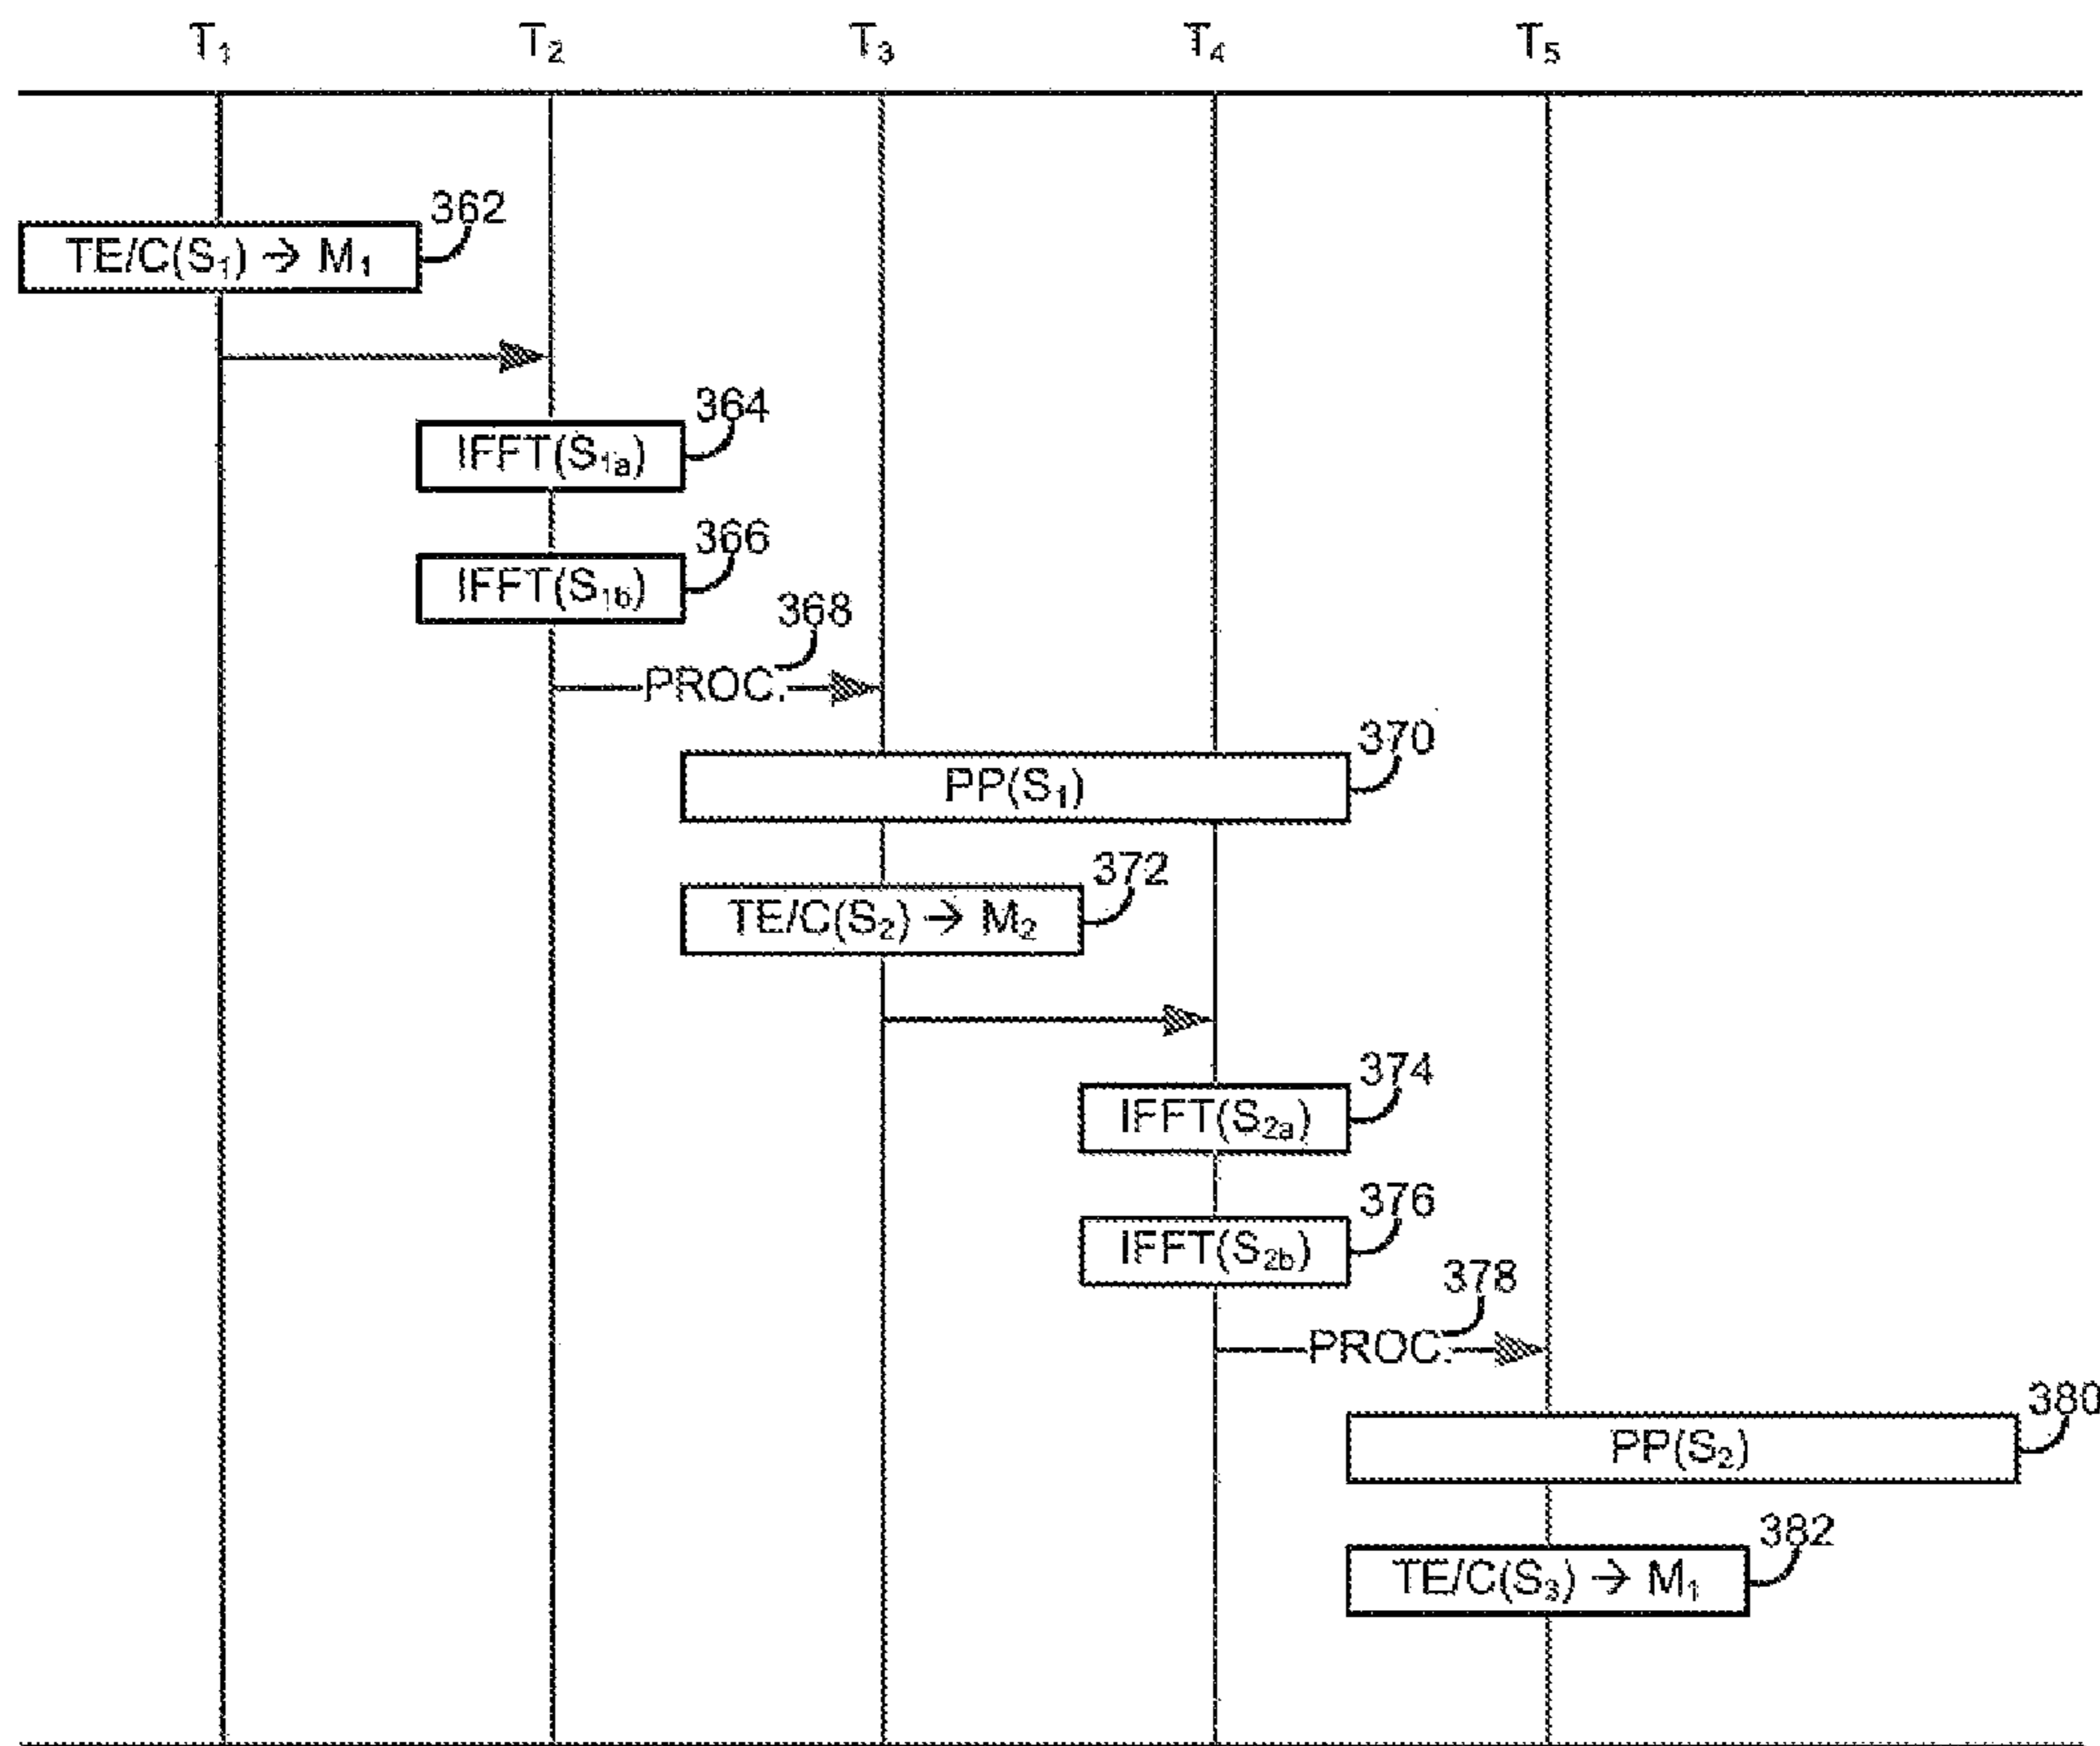 T₁ T₂ T₃ T₄ T₅
362
TE/C(S₁) → M₁
364
IFFT(S₁ₐ)
366
IFFT(S₁b)
368
PROC.
370
PP(S₁)
372
TE/C(S₂) → M₂
374
IFFT(S₂ₐ)
376
IFFT(S₂b)
378
PROC.
380
PP(S₂)
382
TE/C(S₃) → M₁